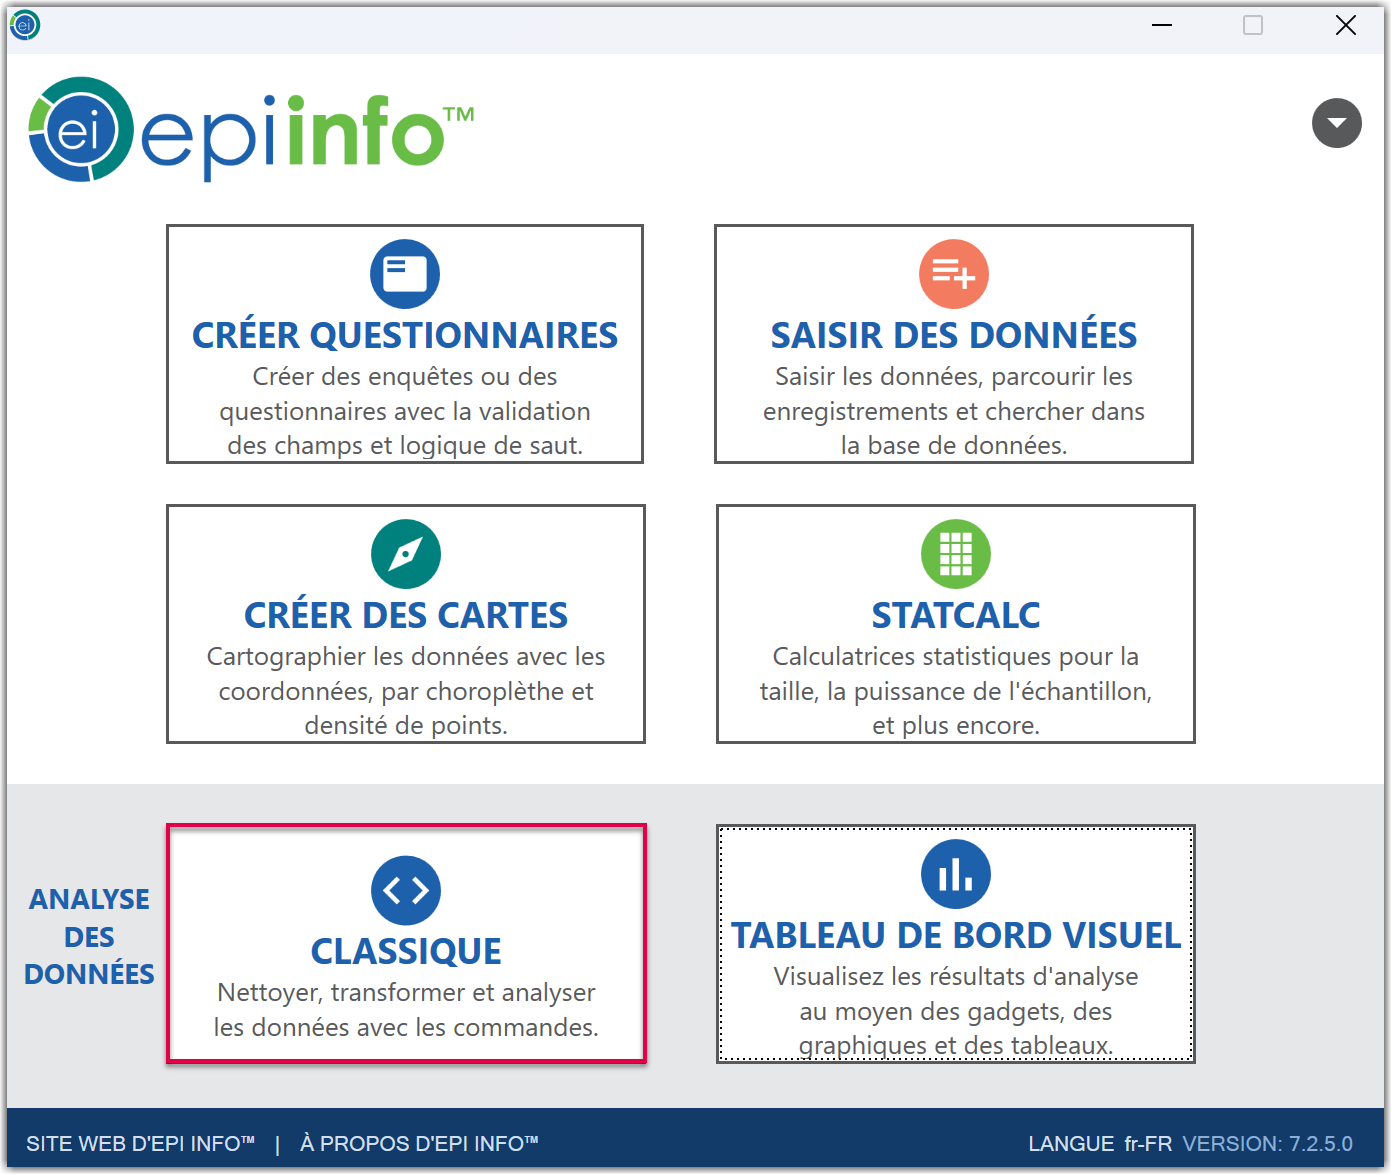 ei
ei epi info™
CRÉER QUESTIONNAIRES
Créer des enquêtes ou des
questionnaires avec la validation
des champs et logique de saut.
SAISIR DES DONNÉES
Saisir les données, parcourir les
enregistrements et chercher dans
la base de données.
CRÉER DES CARTES
Cartographier les données avec les
coordonnées, par choroplèthe et
densité de points.
STATCALC
Calculatrices statistiques pour la
taille, la puissance de l'échantillon,
et plus encore.
ANALYSE
DES
DONNÉES
CLASSIQUE
Nettoyer, transformer et analyser
les données avec les commandes.
TABLEAU DE BORD VISUEL
Visualisez les résultats d'analyse
au moyen des gadgets, des
graphiques et des tableaux.
SITE WEB D'EPI INFO™ | À PROPOS D'EPI INFO™
LANGUE fr-FR VERSION: 7.2.5.0